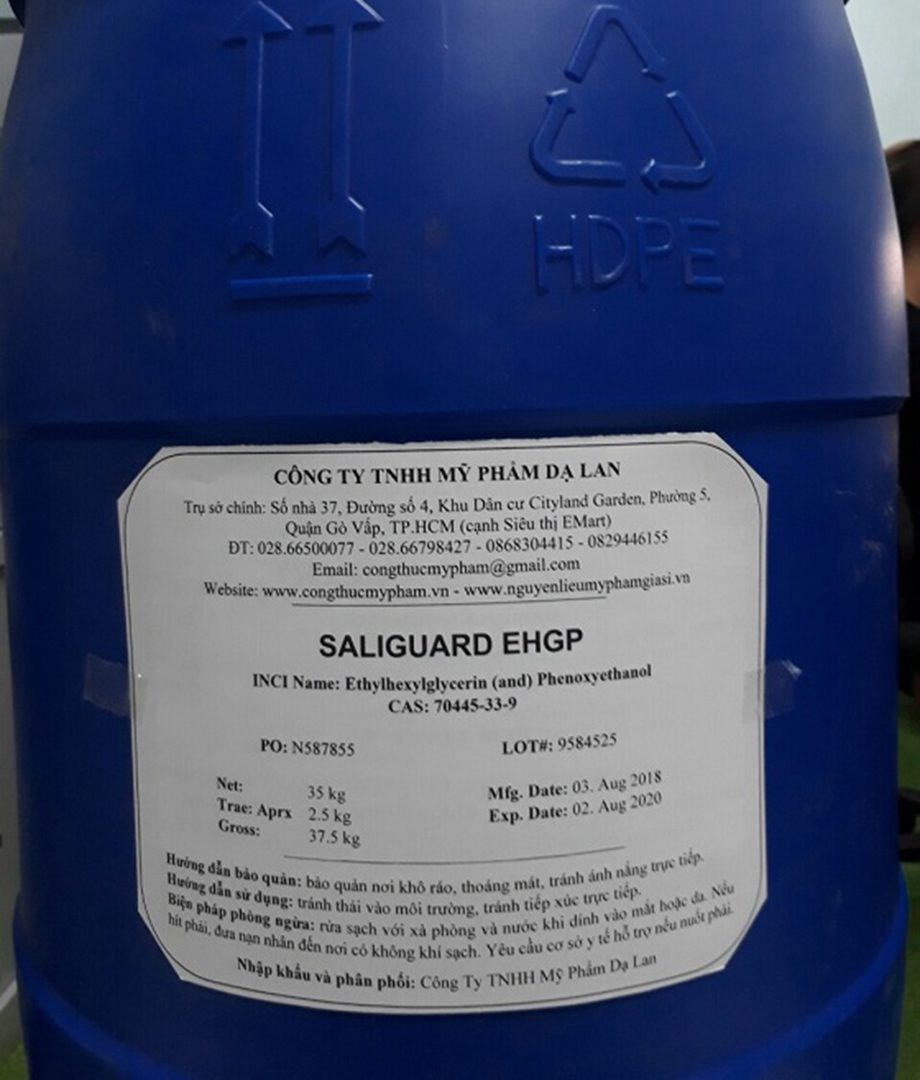 HDPE
CÔNG TY TNHH MỸ PHẨM DẠ LAN
Trụ sở chính: Số nhà 37, Đường số 4, Khu Dân cư Cityland Garden, Phường 5,
Quận Gò Vấp, TP.HCM (cạnh Siêu thị EMart)
ĐT: 028.66500077 - 028.66798427 - 0868304415 - 0829446155
Email: congthucmypham@gmail.com
Website: www.congthucmypham.vn - www.nguyenlieumyphamgiasi.vn
SALIGUARD EHGP
INCI Name: Ethylhexylglycerin (and) Phenoxyethanol
CAS: 70445-33-9
PO: N587855 LOT#: 9584525
Net: 35 kg Mfg. Date: 03. Aug 2018
Trae: Aprx 2.5 kg Exp. Date: 02. Aug 2020
Gross: 37.5 kg
Hướng dẫn bảo quản: bảo quản nơi khô ráo, thoáng mát, tránh ánh nắng trực tiếp.
Hướng dẫn sử dụng: tránh thải vào môi trường, tránh tiếp xúc trực tiếp.
Biện pháp phòng ngừa: rửa sạch với xà phòng và nước khi dính vào mắt hoặc da. Nếu
hít phải, đưa nạn nhân đến nơi có không khí sạch. Yêu cầu cơ sở y tế hỗ trợ nếu nuốt phải.
Nhập khẩu và phân phối: Công Ty TNHH Mỹ Phẩm Dạ Lan